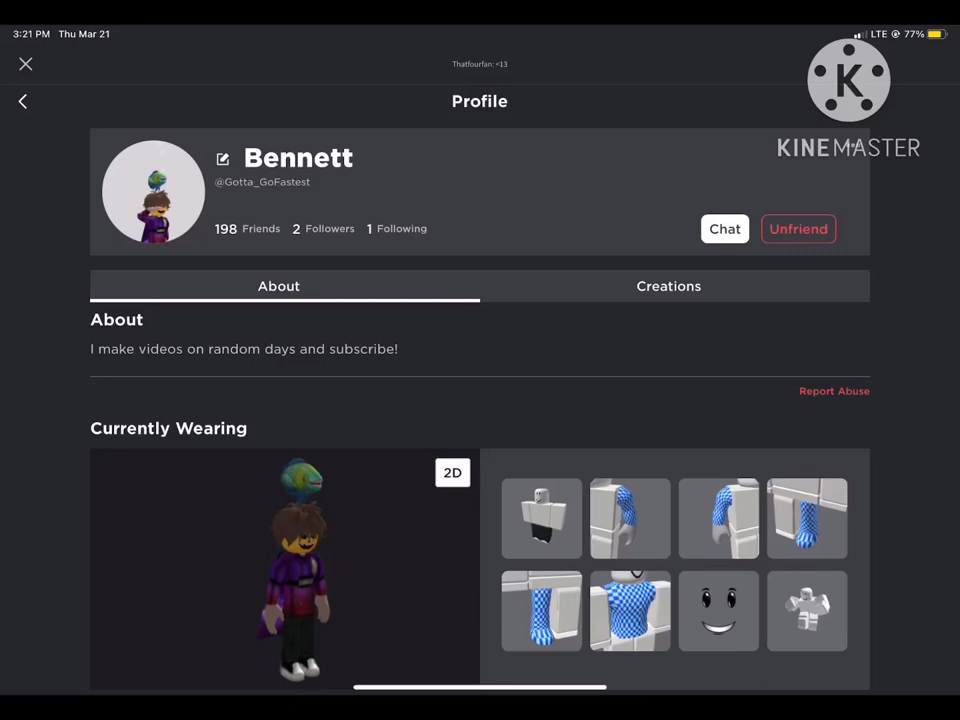 3:21 PM Thu Mar 21
LTE 77%
Thatfourfan: <13
Profile
K
KINEMASTER
Bennett
@Gotta_GoFastest
198 Friends 2 Followers 1 Following
Chat Unfriend
About Creations
About
I make videos on random days and subscribe!
Report Abuse
Currently Wearing
2D